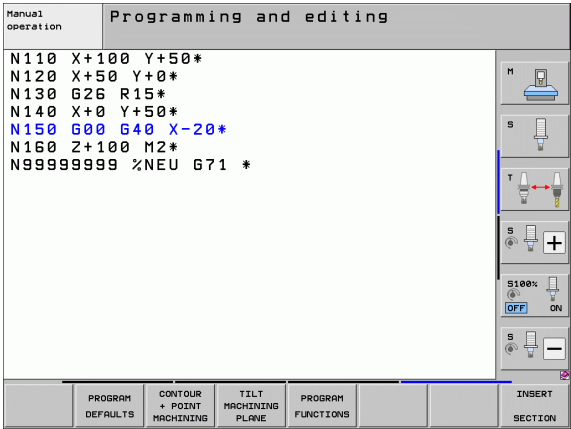 Manual
operation
Programming and editing
N110 X+100 Y+50*
N120 X+50 Y+0*
N130 G26 R15*
N140 X+0 Y+50*
N150 G00 G40 X-20*
N160 Z+100 M2*
N99999999 %NEU G71 *
M
S
T
S
+
S100%
OFF ON
S
−
PROGRAM
DEFAULTS
CONTOUR
+ POINT
MACHINING
TILT
MACHINING
PLANE
PROGRAM
FUNCTIONS
INSERT
SECTION